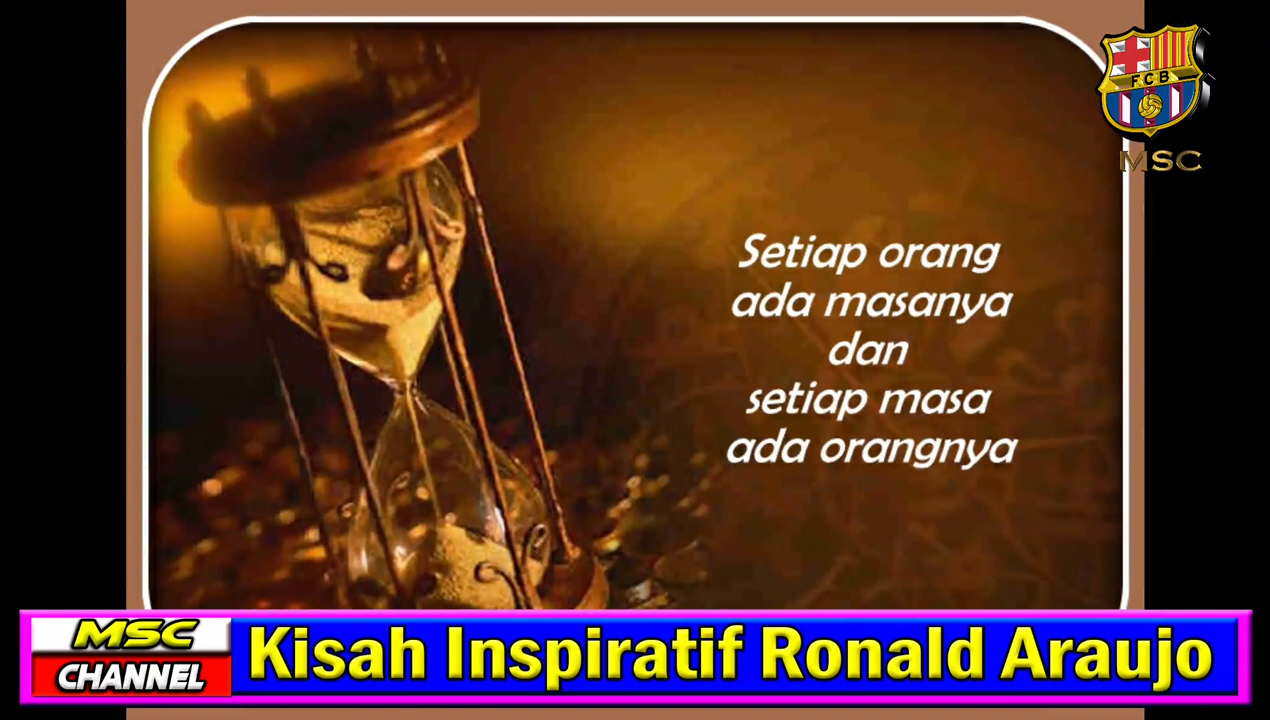 FCB
MSC
Setiap orang
ada masanya
dan
setiap masa
ada orangnya
MSC
CHANNEL
Kisah Inspiratif Ronald Araujo